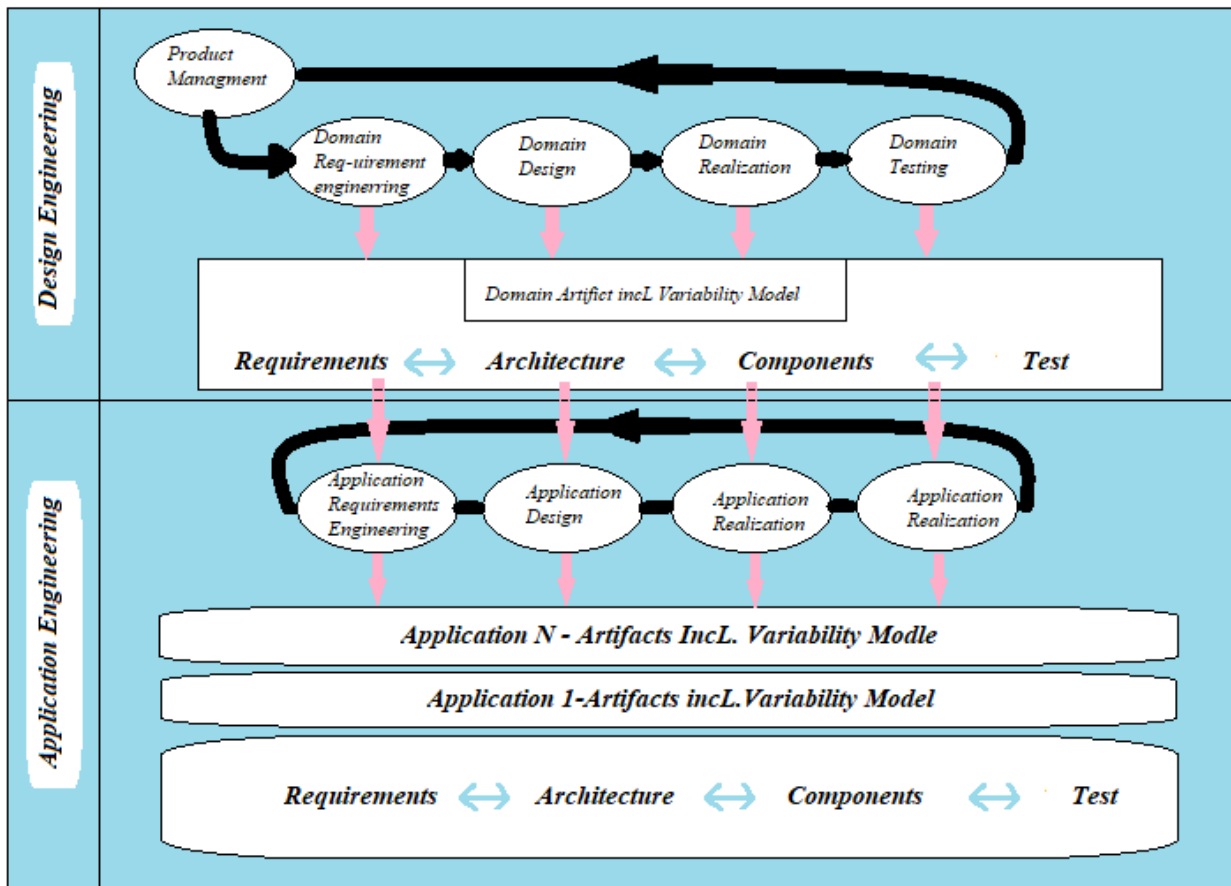 Design Engineering
Product
Managment
Domain
Req-uirement
enginerring
Domain
Design
Domain
Realization
Domain
Testing
Domain Artifict incL Variability Model
Requirements
Architecture
Components
Test
Application Engineering
Application
Requirements
Engineering
Application
Design
Application
Realization
Application
Realization
Application N - Artifacts IncL. Variability Modle
Application 1-Artifacts incL.Variability Model
Requirements
Architecture
Components
Test